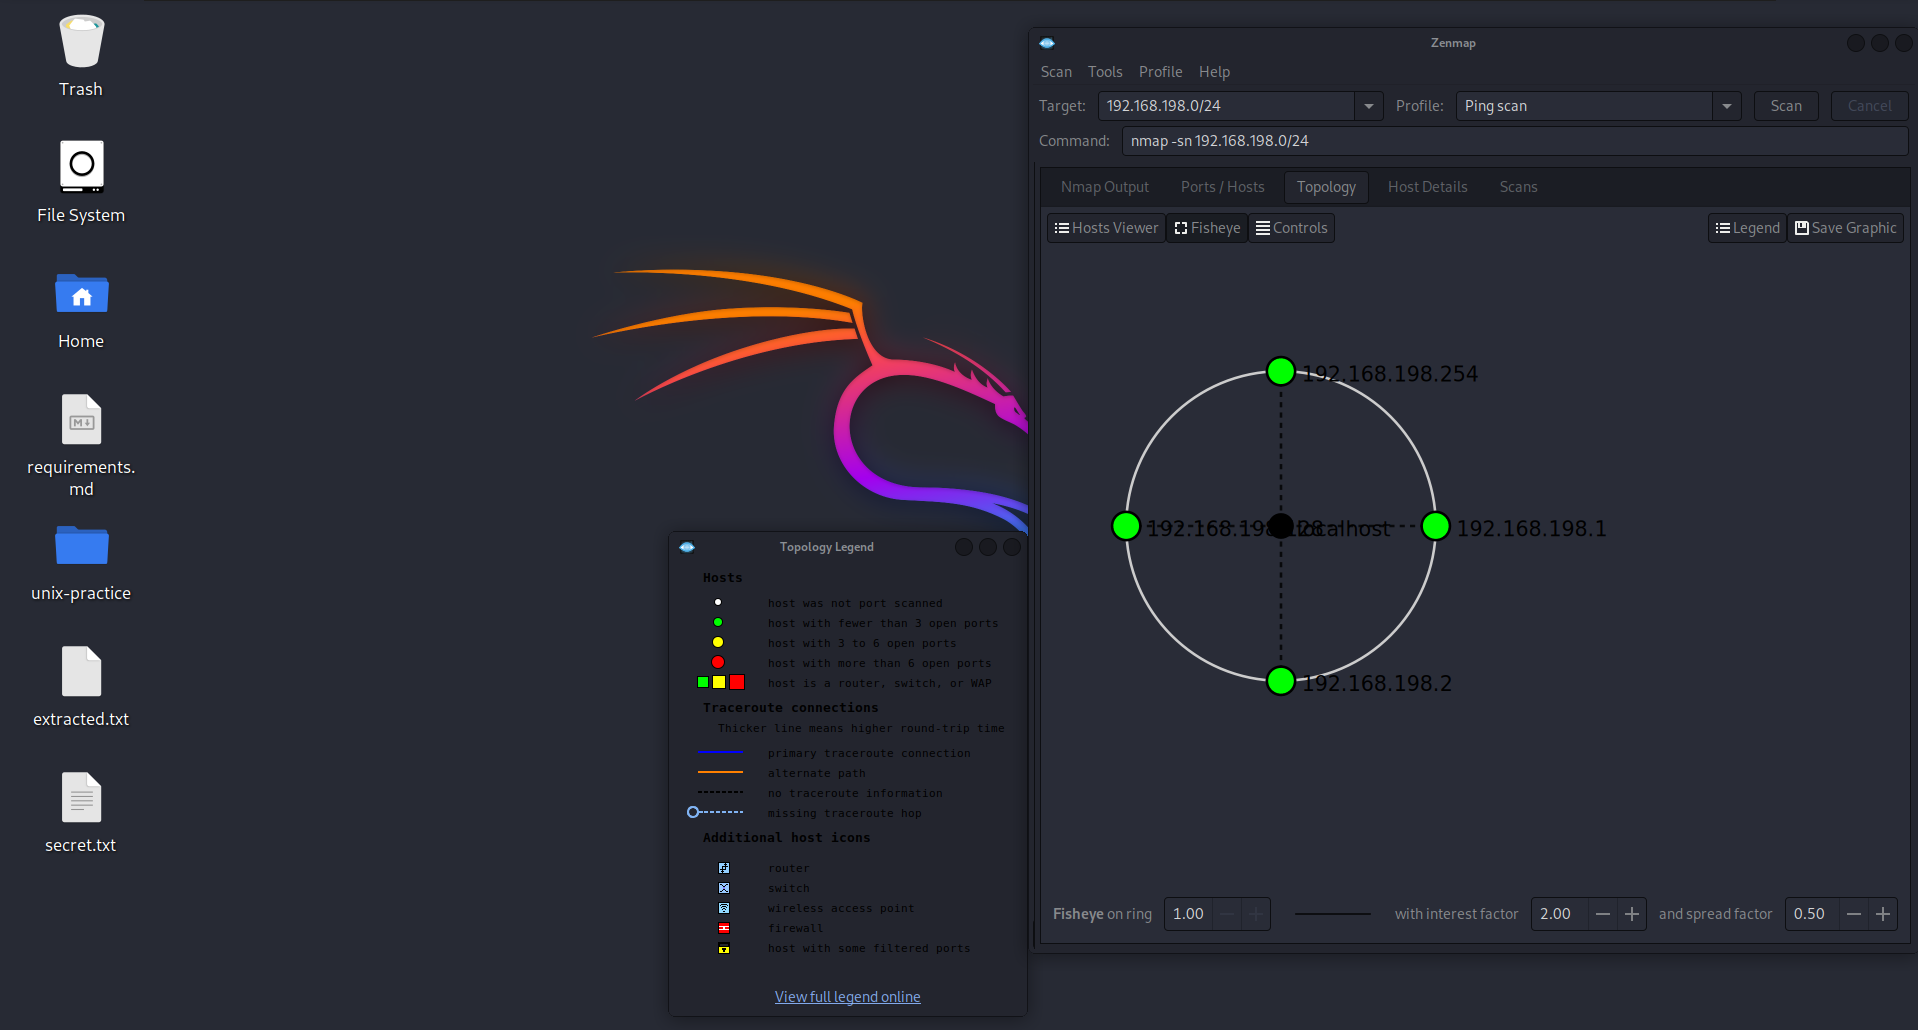 Trash
File System
Home
requirements.
md
unix-practice
extracted.txt
secret.txt
Zenmap
Scan Tools Profile Help
Target: 192.168.198.0/24 Profile: Ping scan Scan Cancel
Command: nmap -sn 192.168.198.0/24
Nmap Output Ports / Hosts Topology Host Details Scans
Hosts Viewer Fisheye Controls Legend Save Graphic
192.168.198.254
192.168.198.128 localhost 192.168.198.1
192.168.198.2
Fisheye on ring 1.00 with interest factor 2.00 and spread factor 0.50
Topology Legend
Hosts
host was not port scanned
host with fewer than 3 open ports
host with 3 to 6 open ports
host with more than 6 open ports
host is a router, switch, or WAP
Traceroute connections
Thicker line means higher round-trip time
primary traceroute connection
alternate path
no traceroute information
missing traceroute hop
Additional host icons
router
switch
wireless access point
firewall
host with some filtered ports
View full legend online